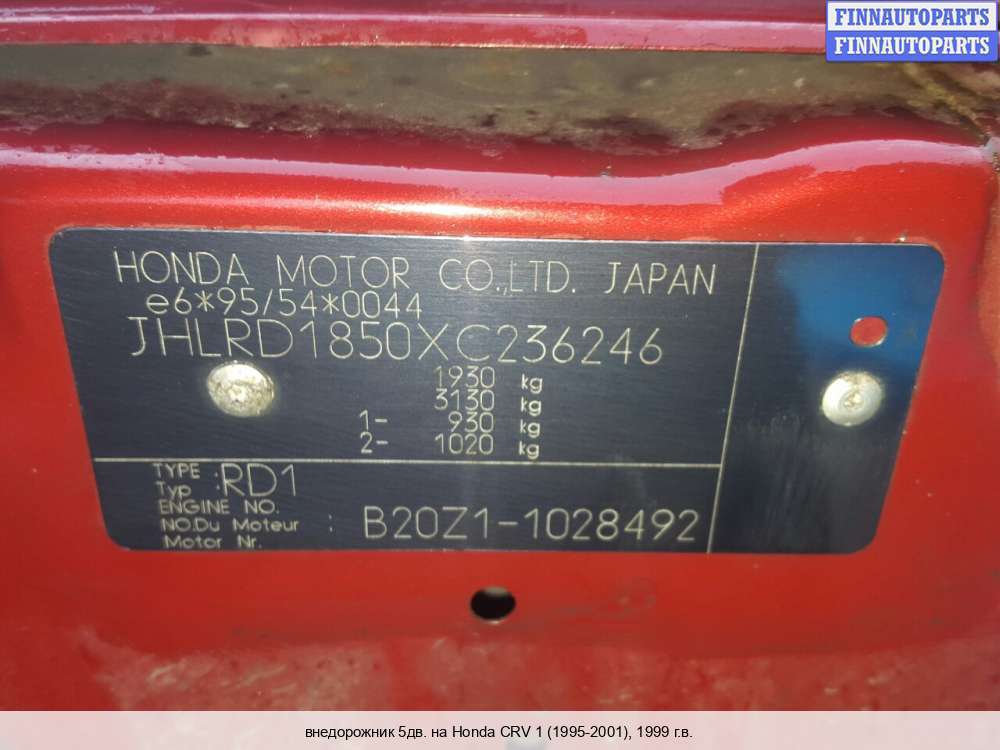 FINNAUTOPARTS
FINNAUTOPARTS
HONDA MOTOR CO.,LTD. JAPAN
e6*95/54*0044
JHLRD1850XC236246
1930 kg
3130 kg
1- 930 kg
2- 1020 kg
TYPE : RD1
Typ
ENGINE NO.
NO.Du Moteur : B20Z1-1028492
Motor Nr.
внедорожник 5дв. на Honda CRV 1 (1995-2001), 1999 г.в.